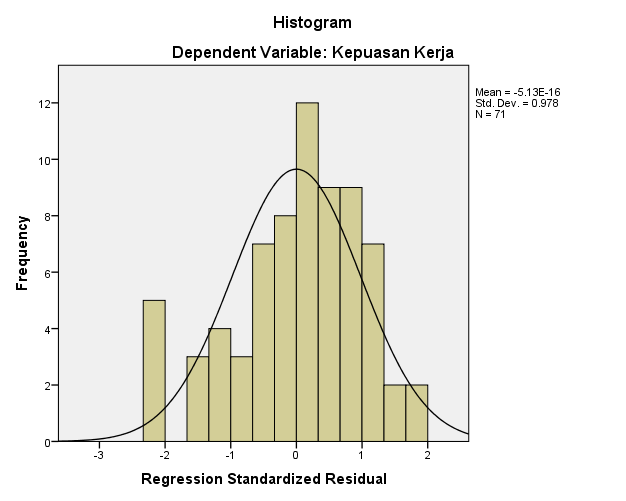 Histogram
Dependent Variable: Kepuasan Kerja
Mean = -5.13E-16
Std. Dev. = 0.978
N = 71
Frequency
12
10
8
6
4
2
0
-3 -2 -1 0 1 2
Regression Standardized Residual